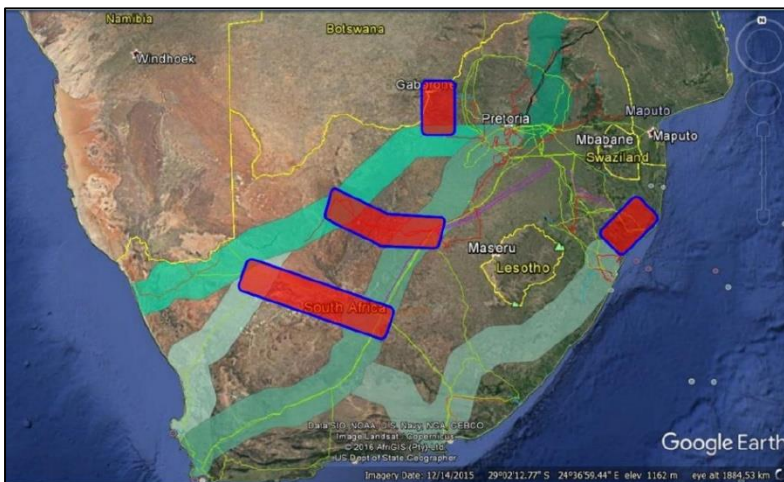 Namibia
Botswana
N
Windhoek
Gaborone
Pretoria
Maputo
Maputo
Mbabane
Swaziland
Maseru
Lesotho
South Africa
Data SIO, NOAA, U.S. Navy, NGA, GEBCO
Image Landsat / Copernicus
© 2016 AfriGIS (Pty) Ltd.
US Dept of State Geographer
Google Earth
Imagery Date: 12/14/2015 29°02'12.77" S 24°36'59.44" E elev 1162 m eye alt 1884.53 km